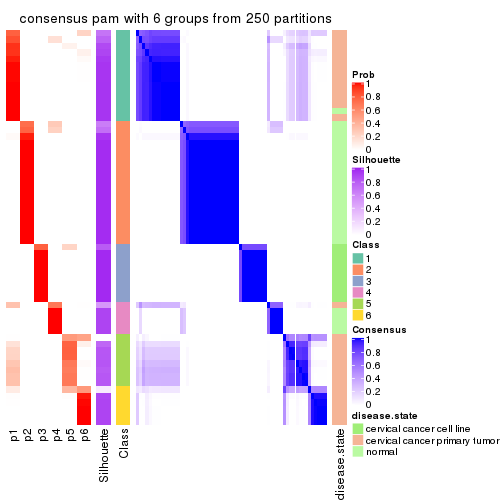 consensus pam with 6 groups from 250 partitions
Prob
1
0.8
0.6
0.4
0.2
0
Silhouette
1
0.8
0.6
0.4
0.2
0
Class
1
2
3
4
5
6
Consensus
1
0.8
0.6
0.4
0.2
0
disease.state
cervical cancer cell line
cervical cancer primary tumor
normal
p1
p2
p3
p4
p5
p6
Silhouette
Class
disease.state